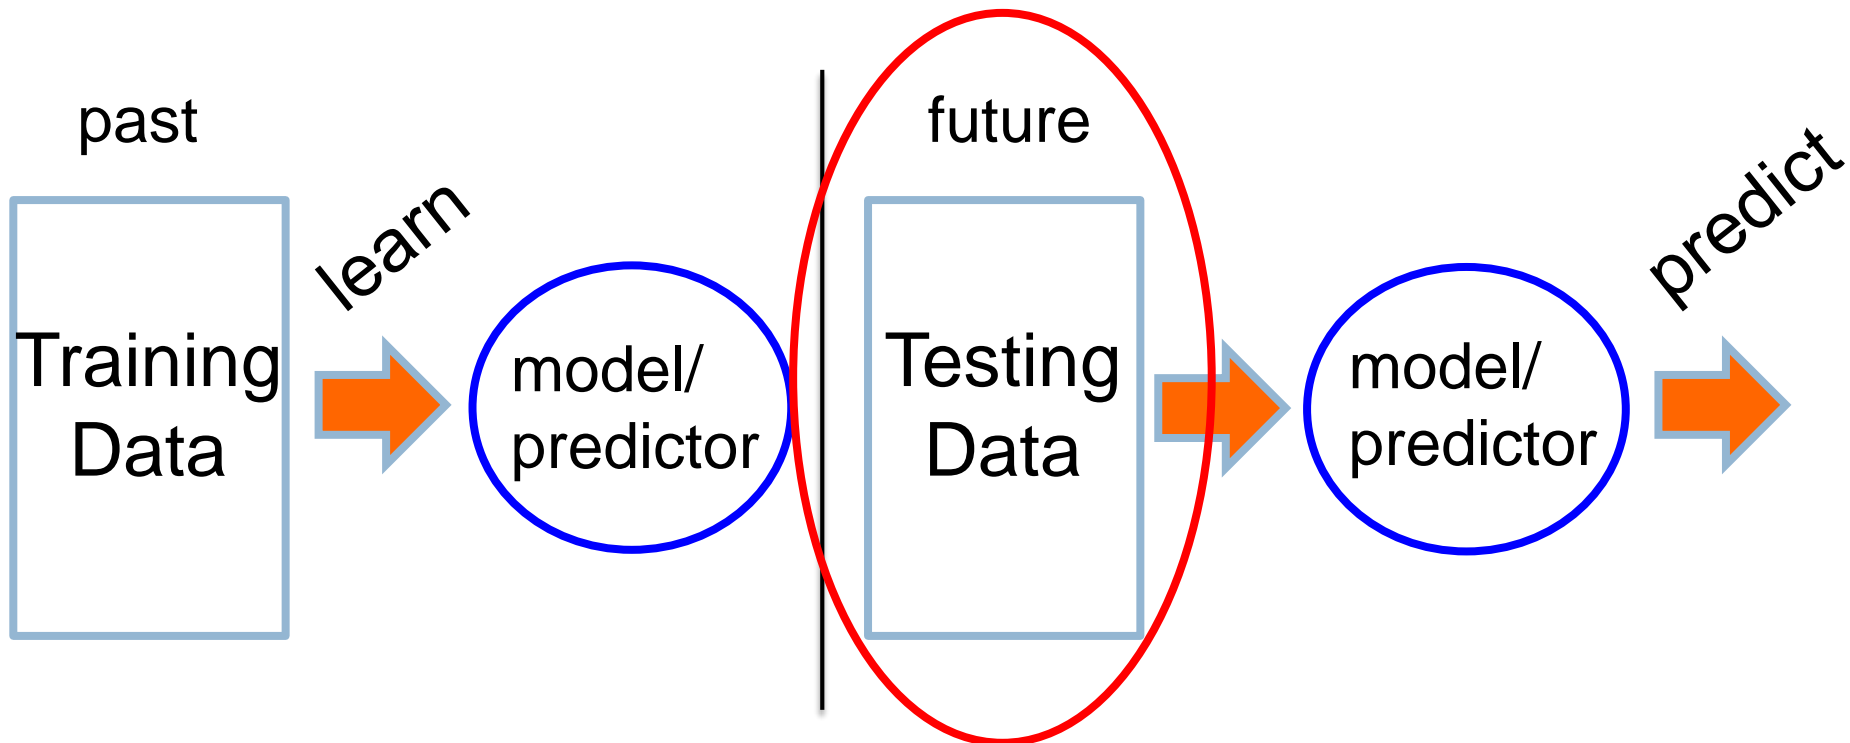 past
Training
Data
learn
model/
predictor
future
Testing
Data
model/
predictor
predict